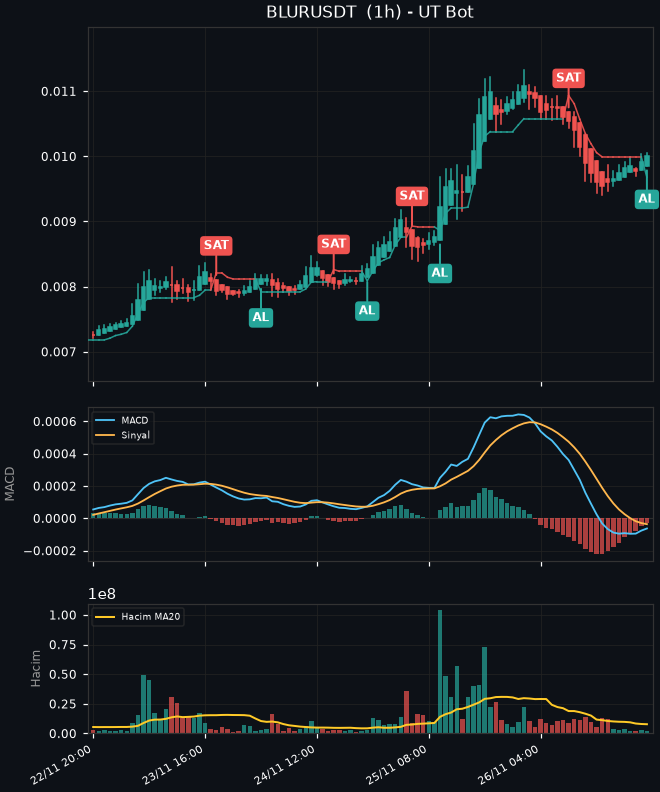 BLURUSDT (1h) - UT Bot
0.011
0.010
0.009
0.008
0.007
SAT
SAT
SAT
SAT
AL
AL
AL
AL
MACD
0.0006
0.0004
0.0002
0.0000
−0.0002
MACD
Sinyal
1e8
Hacim
1.00
0.75
0.50
0.25
0.00
Hacim MA20
22/11 20:00
23/11 16:00
24/11 12:00
25/11 08:00
26/11 04:00